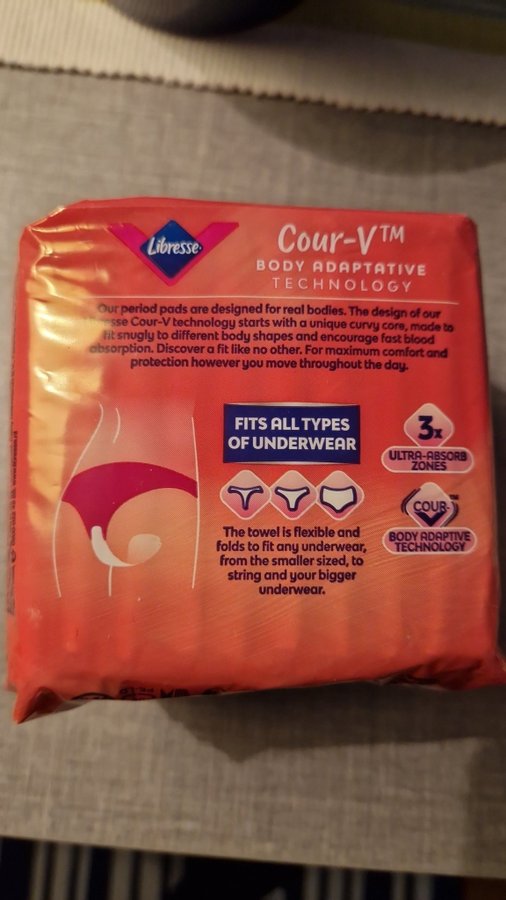 Libresse
Cour-V™
BODY ADAPTATIVE
TECHNOLOGY
Our period pads are designed for real bodies. The design of our
Cour-V technology starts with a unique curvy core, made to
fit snugly to different body shapes and encourage fast blood
absorption. Discover a fit like no other. For maximum comfort and
protection however you move throughout the day.
FITS ALL TYPES
OF UNDERWEAR
The towel is flexible and
folds to fit any underwear,
from the smaller sized, to
string and your bigger
underwear.
3x
ULTRA-ABSORB
ZONES
COUR-V™
BODY ADAPTIVE
TECHNOLOGY